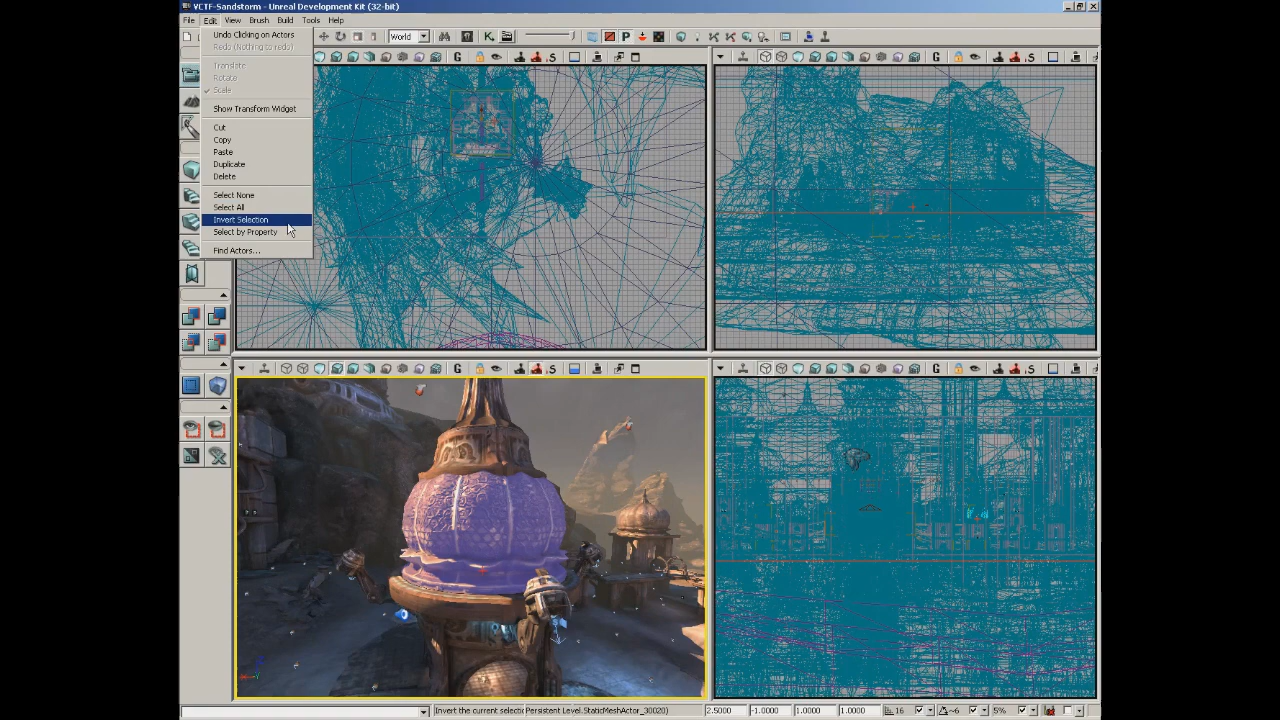 VCTF-Sandstorm - Unreal Development Kit (32-bit)
File Edit View Brush Build Tools Help
World
Undo Clicking on Actors
Redo (Nothing to redo)
Translate
Rotate
Scale
Show Transform Widget
Cut
Copy
Paste
Duplicate
Delete
Select None
Select All
Invert Selection
Select by Property
Find Actors...
Invert the current selectio Persistent Level.StaticMeshActor_30020) 2.5000 -1.0000 1.0000 1.0000 16 5%